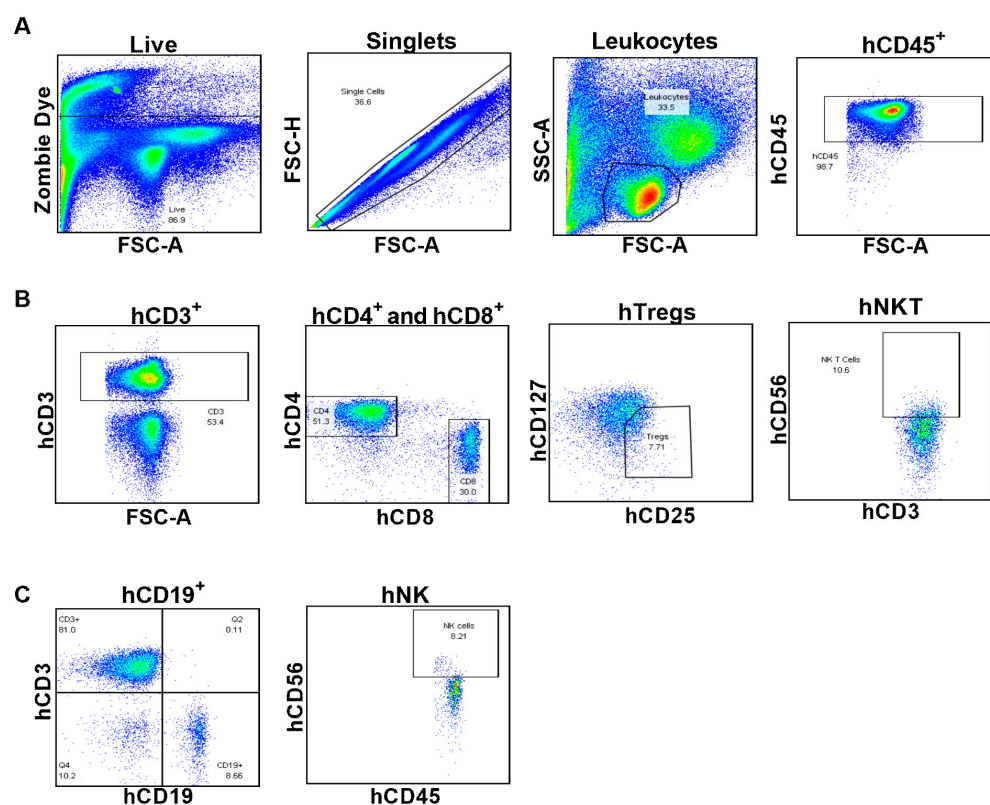 A
Live
Zombie Dye
Live
86.9
FSC-A
Singlets
FSC-H
Single Cells
36.6
FSC-A
Leukocytes
SSC-A
Leukocytes
33.5
FSC-A
hCD45+
hCD45
hCD45
98.7
FSC-A
B
hCD3+
hCD3
CD3
53.4
FSC-A
hCD4+ and hCD8+
hCD4
CD4
51.3
CD8
30.0
hCD8
hTregs
hCD127
Tregs
7.71
hCD25
hNKT
hCD56
NK T Cells
10.6
hCD3
C
hCD19+
hCD3
CD3+
81.0
Q2
0.11
Q4
10.2
CD19+
8.66
hCD19
hNK
hCD56
NK cells
8.21
hCD45